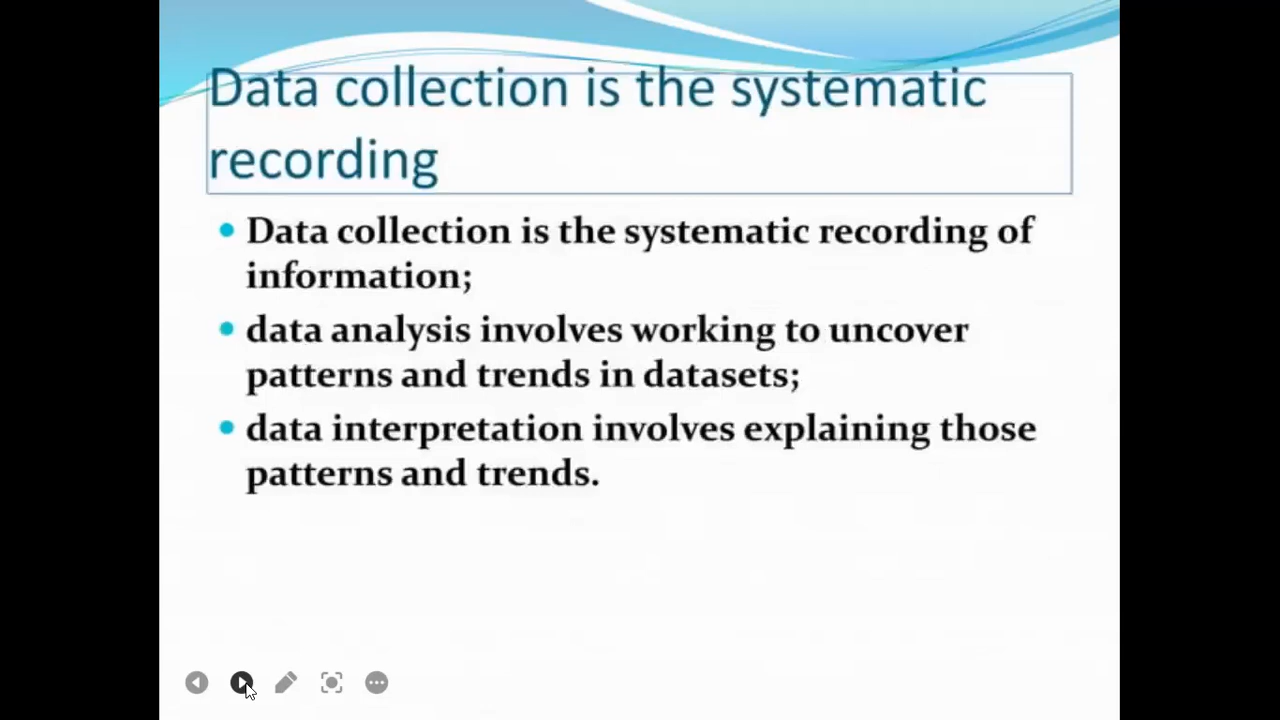 Data collection is the systematic
recording
Data collection is the systematic recording of
information;
data analysis involves working to uncover
patterns and trends in datasets;
data interpretation involves explaining those
patterns and trends.